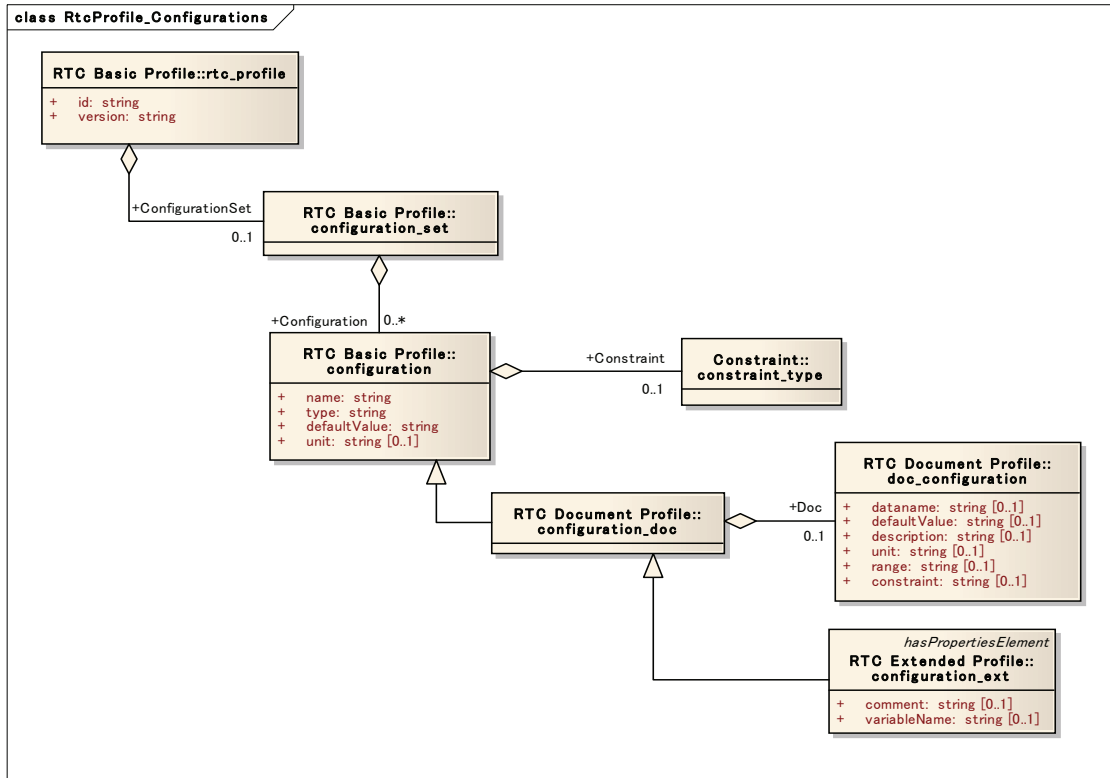 class RtcProfile_Configurations
RTC Basic Profile::rtc_profile
+ id: string
+ version: string
+ConfigurationSet
0..1
RTC Basic Profile::
configuration_set
+Configuration 0..*
RTC Basic Profile::
configuration
+ name: string
+ type: string
+ defaultValue: string
+ unit: string [0..1]
+Constraint
0..1
Constraint::
constraint_type
RTC Document Profile::
configuration_doc
+Doc
0..1
RTC Document Profile::
doc_configuration
+ dataname: string [0..1]
+ defaultValue: string [0..1]
+ description: string [0..1]
+ unit: string [0..1]
+ range: string [0..1]
+ constraint: string [0..1]
hasPropertiesElement
RTC Extended Profile::
configuration_ext
+ comment: string [0..1]
+ variableName: string [0..1]